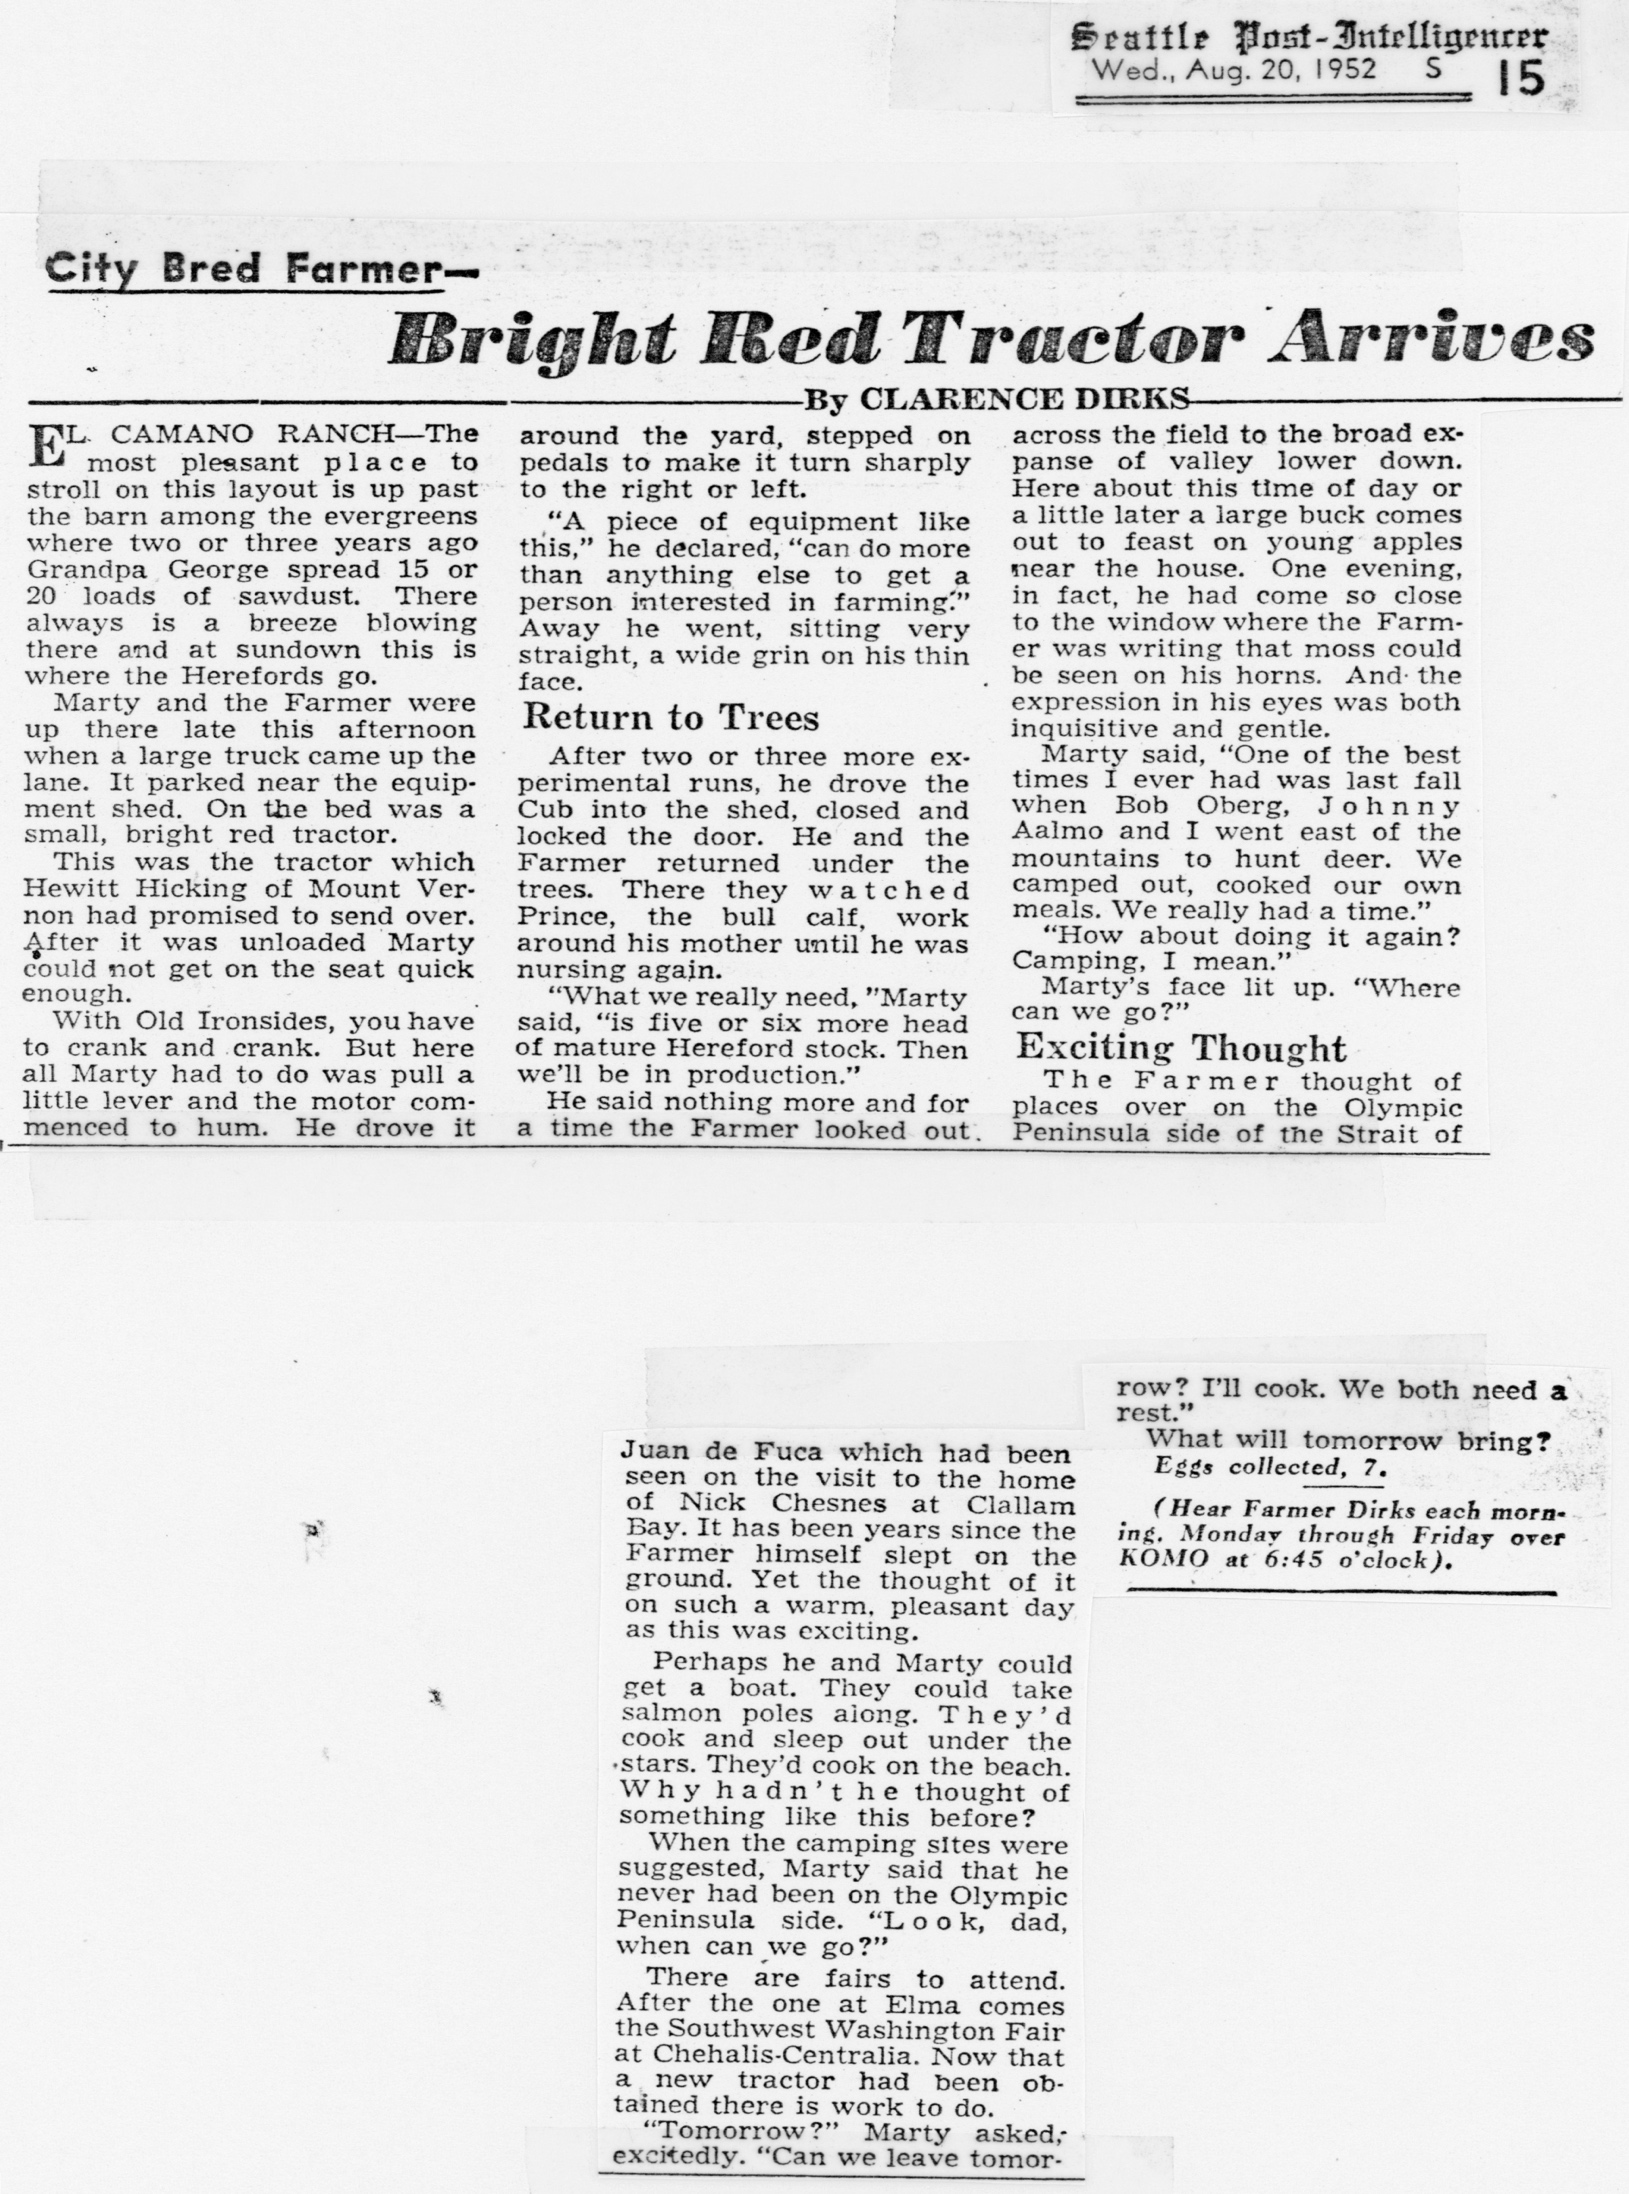 Seattle Post-Intelligencer
Wed., Aug. 20, 1952 S 15
City Bred Farmer—
Bright Red Tractor Arrives
By CLARENCE DIRKS
EL CAMANO RANCH—The
most pleasant place to
stroll on this layout is up past
the barn among the evergreens
where two or three years ago
Grandpa George spread 15 or
20 loads of sawdust. There
always is a breeze blowing
there and at sundown this is
where the Herefords go.
Marty and the Farmer were
up there late this afternoon
when a large truck came up the
lane. It parked near the equip-
ment shed. On the bed was a
small, bright red tractor.
This was the tractor which
Hewitt Hicking of Mount Ver-
non had promised to send over.
After it was unloaded Marty
could not get on the seat quick
enough.
With Old Ironsides, you have
to crank and crank. But here
all Marty had to do was pull a
little lever and the motor com-
menced to hum. He drove it
around the yard, stepped on
pedals to make it turn sharply
to the right or left.
"A piece of equipment like
this," he declared, "can do more
than anything else to get a
person interested in farming."
Away he went, sitting very
straight, a wide grin on his thin
face.
Return to Trees
After two or three more ex-
perimental runs, he drove the
Cub into the shed, closed and
locked the door. He and the
Farmer returned under the
trees. There they watched
Prince, the bull calf, work
around his mother until he was
nursing again.
"What we really need, "Marty
said, "is five or six more head
of mature Hereford stock. Then
we'll be in production."
He said nothing more and for
a time the Farmer looked out
across the field to the broad ex-
panse of valley lower down.
Here about this time of day or
a little later a large buck comes
out to feast on young apples
near the house. One evening,
in fact, he had come so close
to the window where the Farm-
er was writing that moss could
be seen on his horns. And the
expression in his eyes was both
inquisitive and gentle.
Marty said, "One of the best
times I ever had was last fall
when Bob Oberg, Johnny
Aalmo and I went east of the
mountains to hunt deer. We
camped out, cooked our own
meals. We really had a time."
"How about doing it again?
Camping, I mean."
Marty's face lit up. "Where
can we go?"
Exciting Thought
The Farmer thought of
places over on the Olympic
Peninsula side of the Strait of
Juan de Fuca which had been
seen on the visit to the home
of Nick Chesnes at Clallam
Bay. It has been years since the
Farmer himself slept on the
ground. Yet the thought of it
on such a warm, pleasant day
as this was exciting.
Perhaps he and Marty could
get a boat. They could take
salmon poles along. They'd
cook and sleep out under the
stars. They'd cook on the beach.
Why hadn't he thought of
something like this before?
When the camping sites were
suggested, Marty said that he
never had been on the Olympic
Peninsula side. "Look, dad,
when can we go?"
There are fairs to attend.
After the one at Elma comes
the Southwest Washington Fair
at Chehalis-Centralia. Now that
a new tractor had been ob-
tained there is work to do.
"Tomorrow?" Marty asked,
excitedly. "Can we leave tomor-
row? I'll cook. We both need a
rest."
What will tomorrow bring?
Eggs collected, 7.
(Hear Farmer Dirks each morn-
ing, Monday through Friday over
KOMO at 6:45 o'clock).